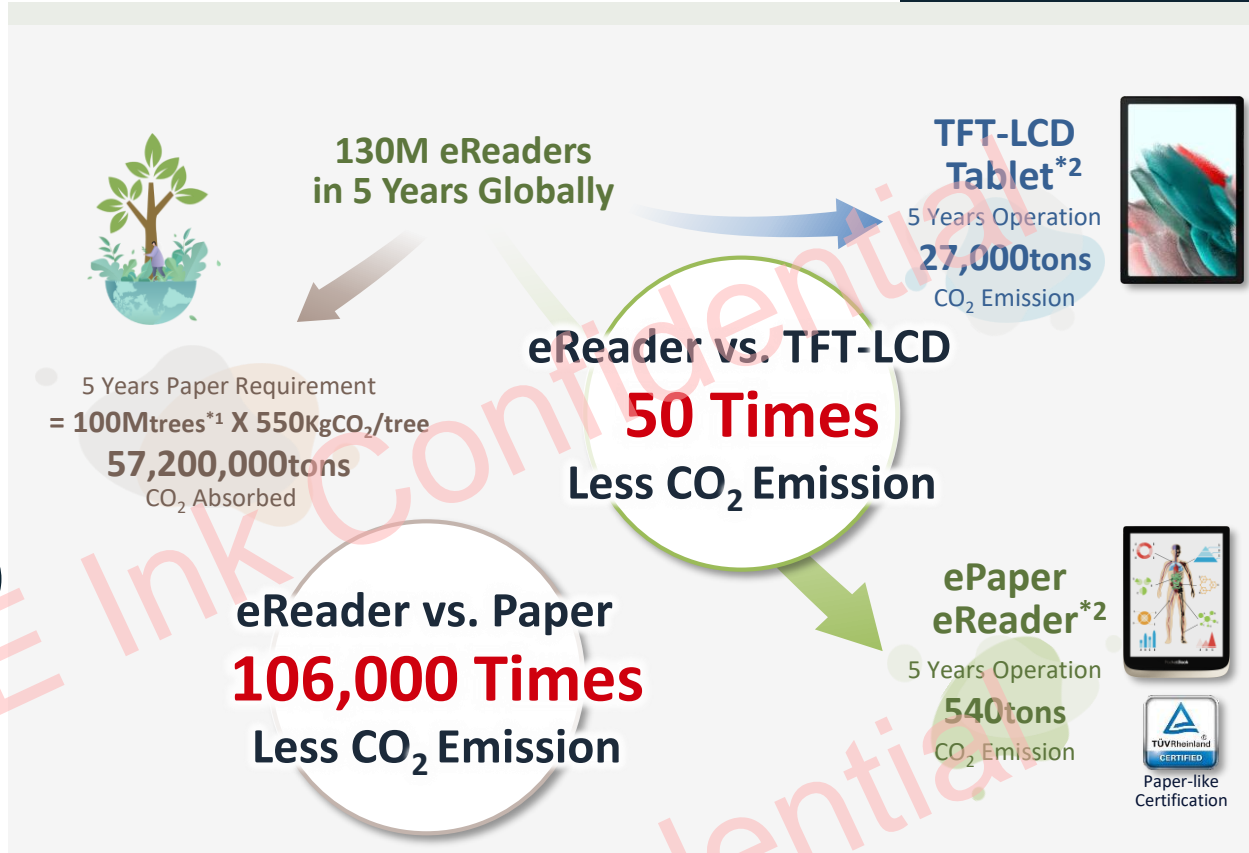 130M eReaders
in 5 Years Globally
TFT-LCD
Tablet*2
5 Years Operation
27,000tons
CO2 Emission
5 Years Paper Requirement
= 100Mtrees*1 X 550KgCO2/tree
57,200,000tons
CO2 Absorbed
eReader vs. TFT-LCD
50 Times
Less CO2 Emission
eReader vs. Paper
106,000 Times
Less CO2 Emission
ePaper
eReader*2
5 Years Operation
540tons
CO2 Emission
TÜVRheinland
CERTIFIED
Paper-like
Certification
E Ink Confidential
ential